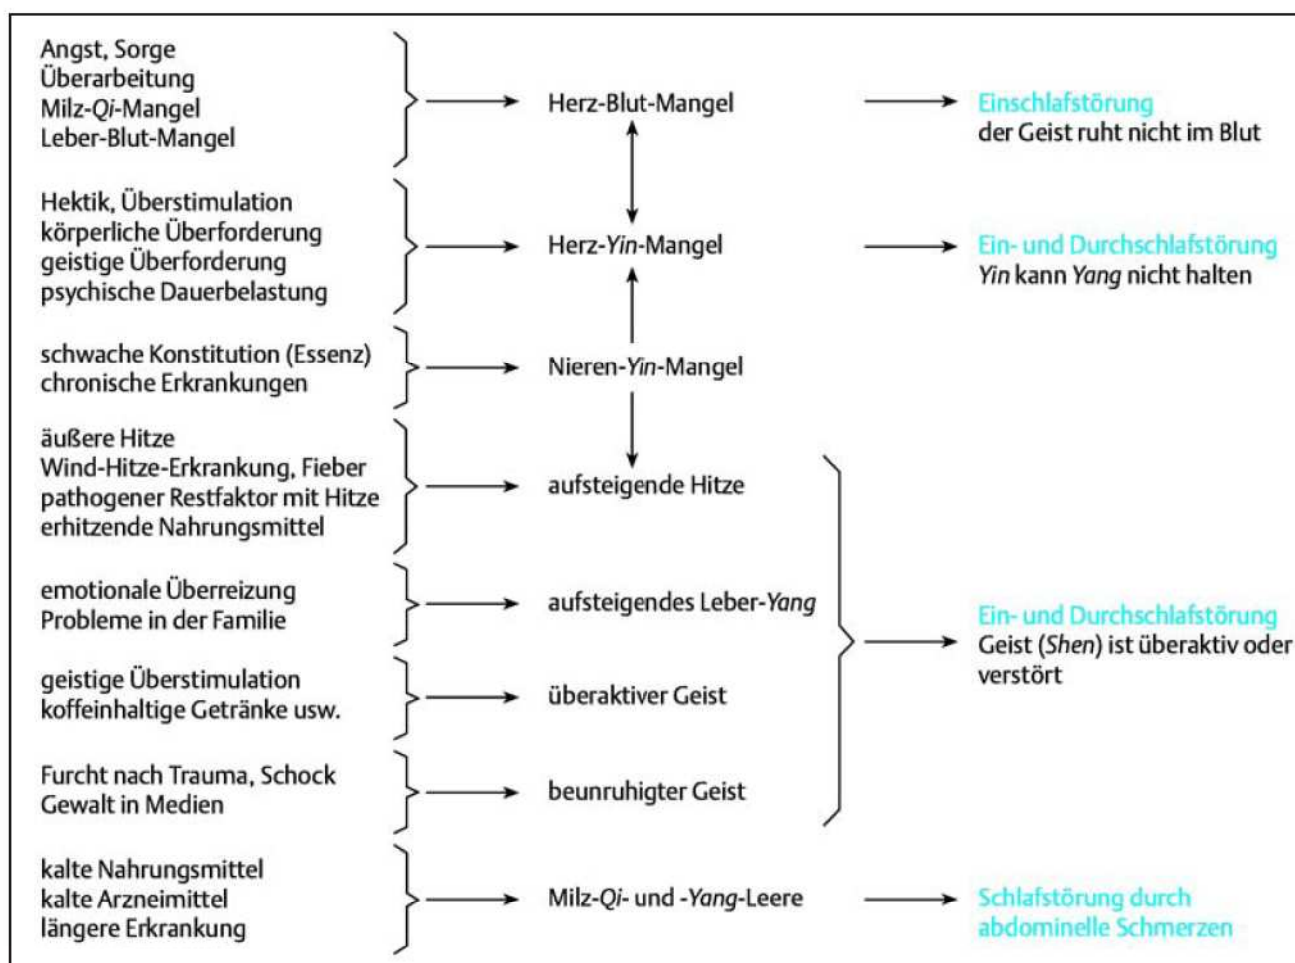 Angst, Sorge
Überarbeitung
Milz-Qi-Mangel
Leber-Blut-Mangel
Herz-Blut-Mangel
Einschlafstörung
der Geist ruht nicht im Blut
Hektik, Überstimulation
körperliche Überforderung
geistige Überforderung
psychische Dauerbelastung
Herz-Yin-Mangel
Ein- und Durchschlafstörung
Yin kann Yang nicht halten
schwache Konstitution (Essenz)
chronische Erkrankungen
Nieren-Yin-Mangel
äußere Hitze
Wind-Hitze-Erkrankung, Fieber
pathogener Restfaktor mit Hitze
erhitzende Nahrungsmittel
aufsteigende Hitze
emotionale Überreizung
Probleme in der Familie
aufsteigendes Leber-Yang
geistige Überstimulation
koffeinhaltige Getränke usw.
überaktiver Geist
Furcht nach Trauma, Schock
Gewalt in Medien
beunruhigter Geist
Ein- und Durchschlafstörung
Geist (Shen) ist überaktiv oder
verstört
kalte Nahrungsmittel
kalte Arzneimittel
längere Erkrankung
Milz-Qi- und -Yang-Leere
Schlafstörung durch
abdominelle Schmerzen